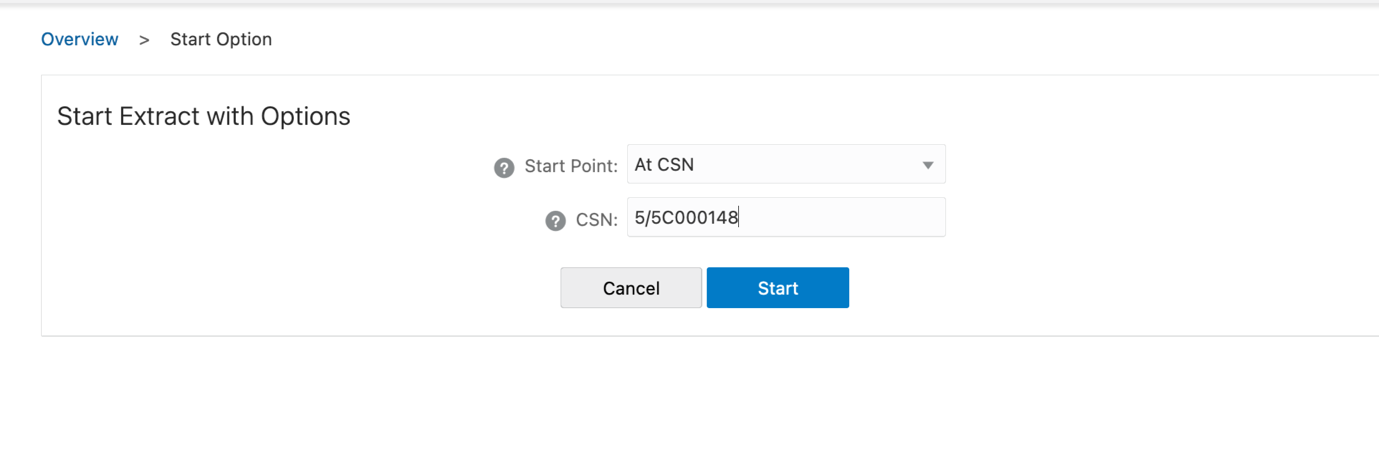 Overview > Start Option
Start Extract with Options
? Start Point: At CSN
? CSN: 5/5C000148
Cancel Start